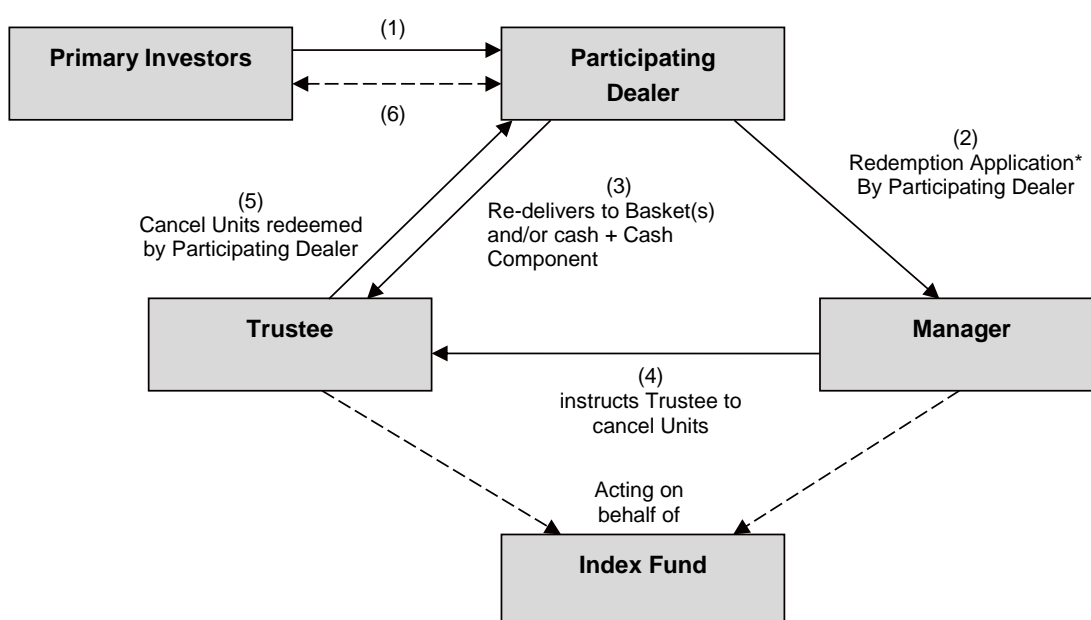 (1)
Primary Investors
Participating
Dealer
(6)
(2)
Redemption Application*
By Participating Dealer
(3)
Re-delivers to Basket(s)
and/or cash + Cash
Component
(5)
Cancel Units redeemed
by Participating Dealer
Trustee
Manager
(4)
instructs Trustee to
cancel Units
Acting on
behalf of
Index Fund